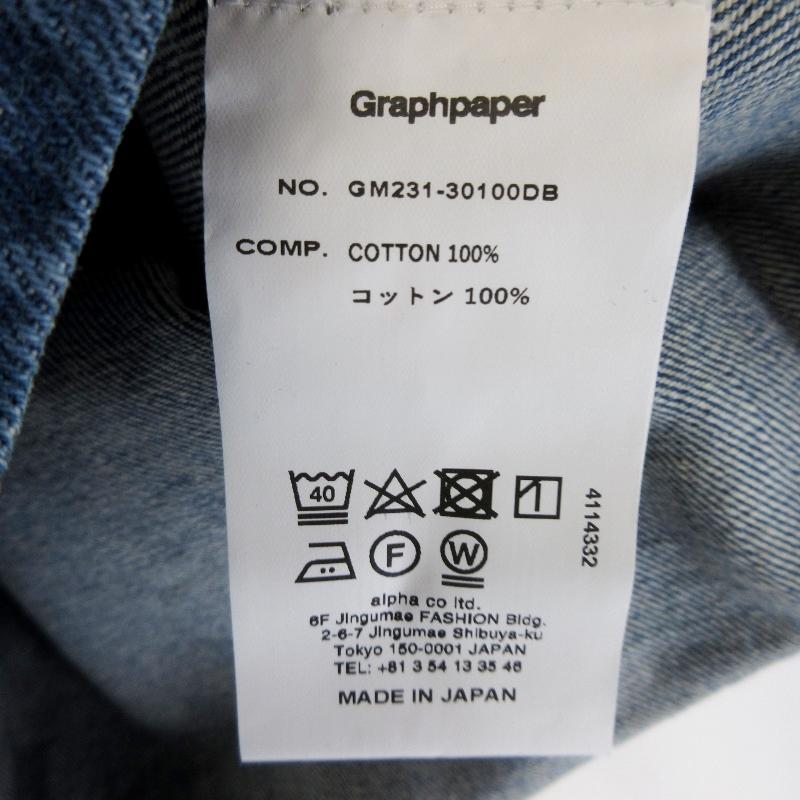 Graphpaper
NO. GM231-30100DB
COMP. COTTON 100%
コットン 100%
40
4114332
F W
alpha co ltd.
6F Jingumae FASHION Bldg.
2-6-7 Jingumae Shibuya-ku
Tokyo 150-0001 JAPAN
TEL: +81 3 54 13 35 46
MADE IN JAPAN